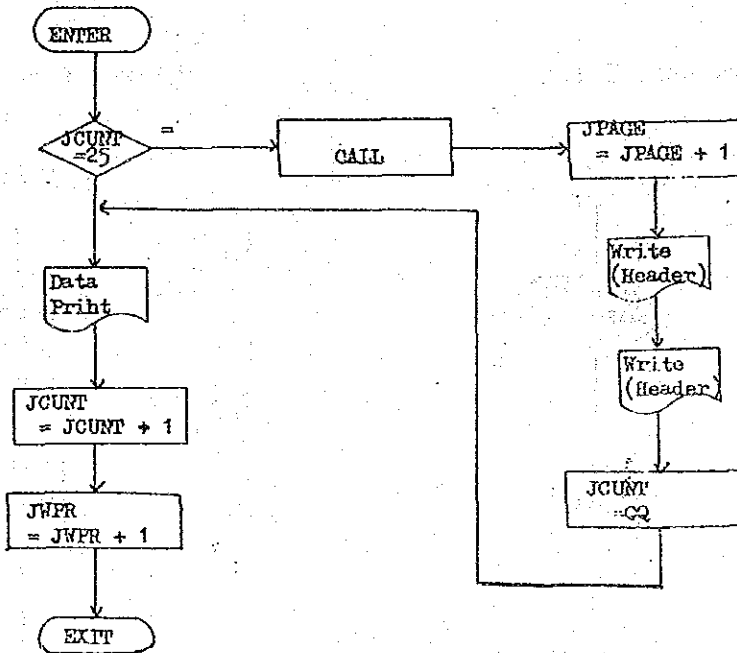 ENTER
JCUNT
=25
=
CALL
JPAGE
= JPAGE + 1
Write
(Header)
Write
(Header)
JCUNT
=GQ
Data
Priht
JCUNT
= JCUNT + 1
JWPR
= JWPR + 1
EXIT